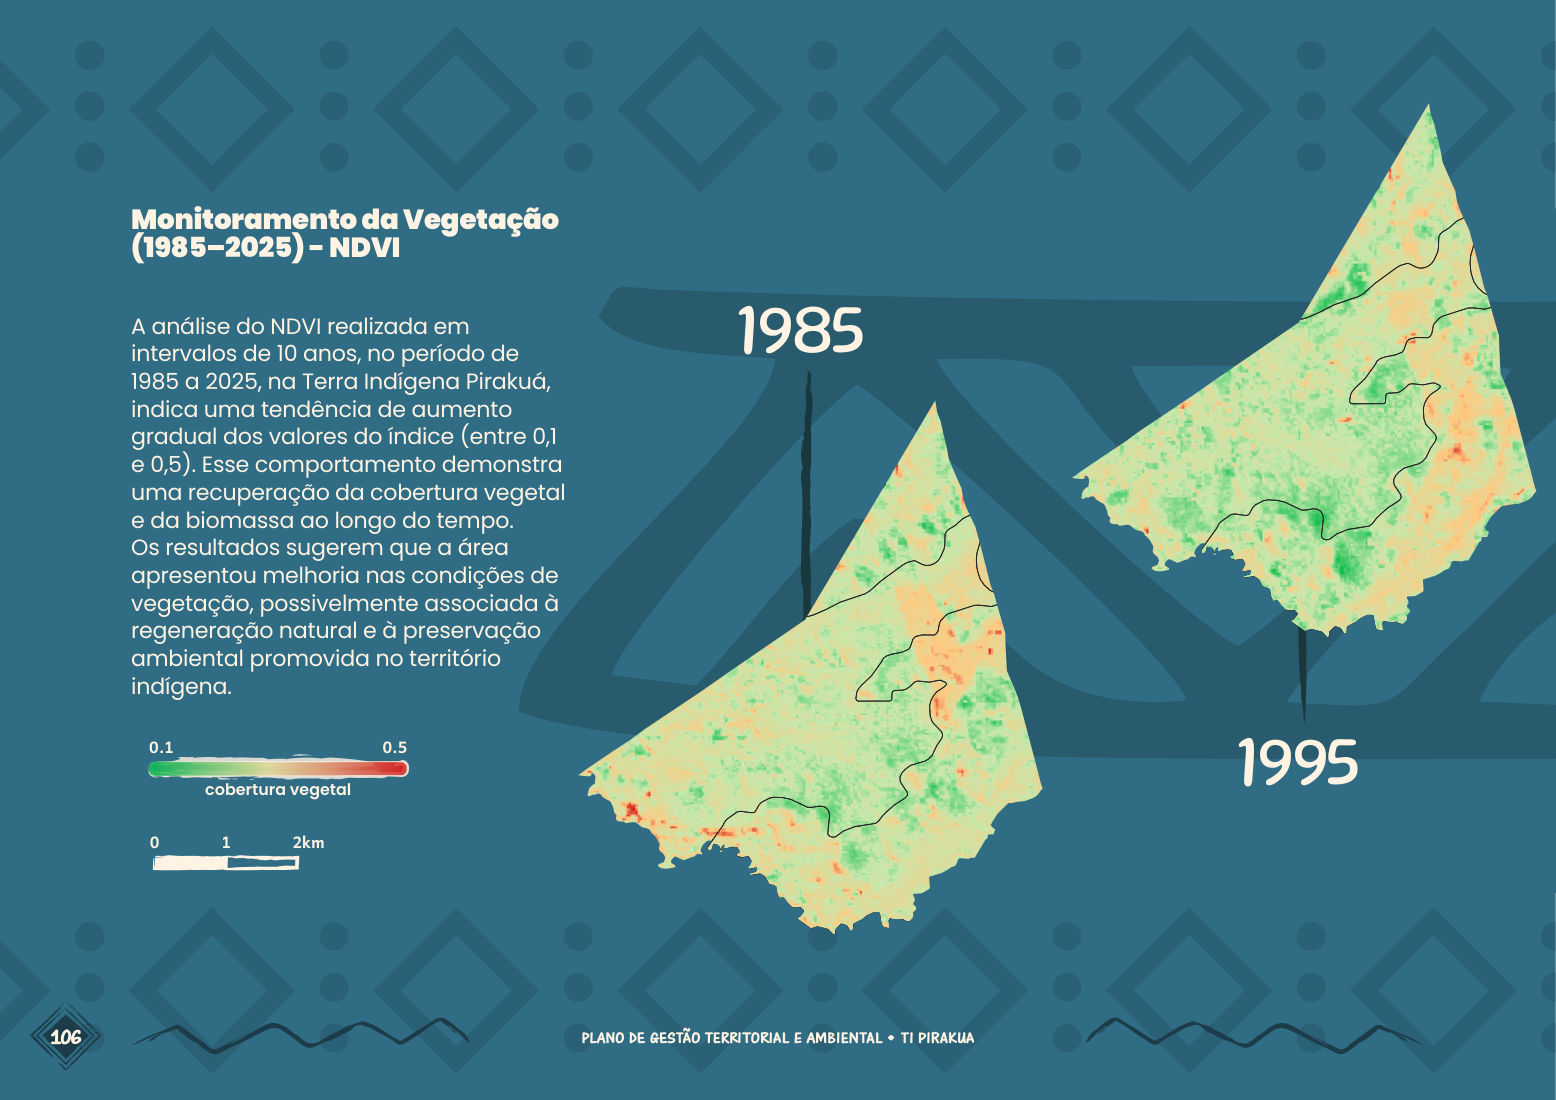 Monitoramento da Vegetação
(1985–2025) - NDVI
A análise do NDVI realizada em
intervalos de 10 anos, no período de
1985 a 2025, na Terra Indígena Pirakuá,
indica uma tendência de aumento
gradual dos valores do índice (entre 0,1
e 0,5). Esse comportamento demonstra
uma recuperação da cobertura vegetal
e da biomassa ao longo do tempo.
Os resultados sugerem que a área
apresentou melhoria nas condições de
vegetação, possivelmente associada à
regeneração natural e à preservação
ambiental promovida no território
indígena.
0.1 0.5
cobertura vegetal
0 1 2km
1985
1995
106
PLANO DE GESTÃO TERRITORIAL E AMBIENTAL • TI PIRAKUA